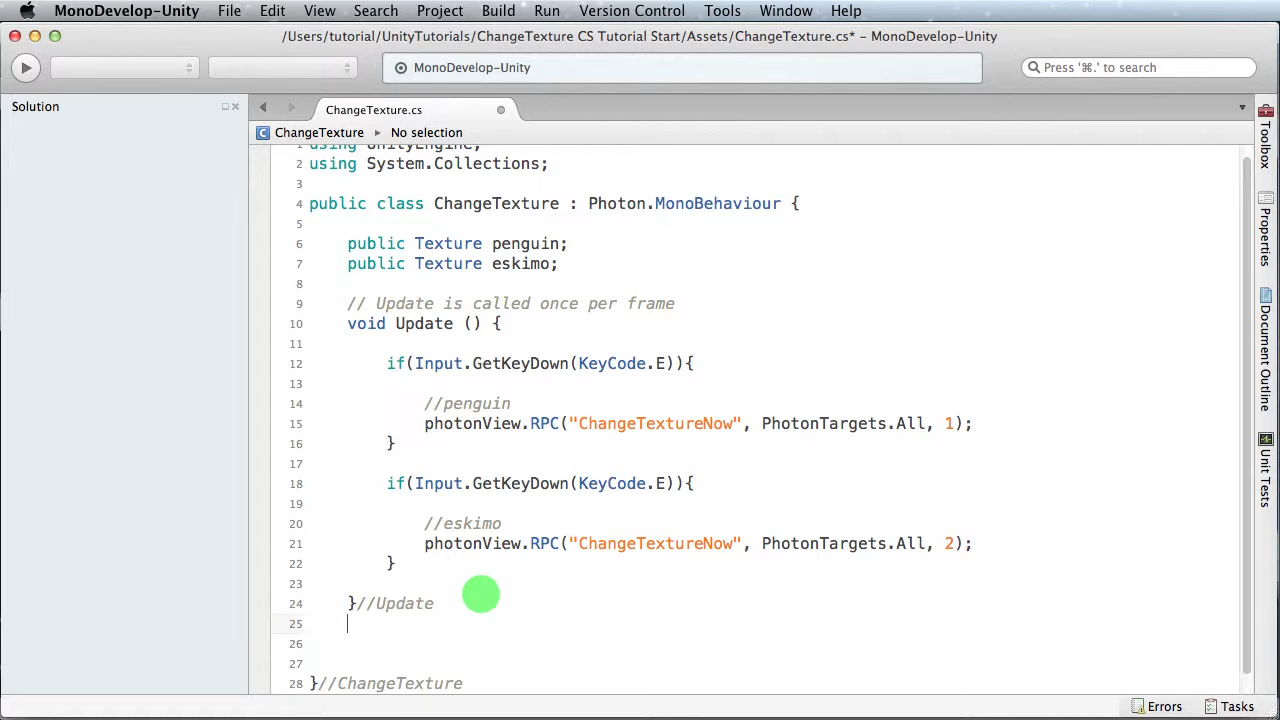 MonoDevelop-Unity File Edit View Search Project Build Run Version Control Tools Window Help
/Users/tutorial/UnityTutorials/ChangeTexture CS Tutorial Start/Assets/ChangeTexture.cs* – MonoDevelop-Unity
MonoDevelop-Unity
Press '⌘.' to search
Solution
ChangeTexture.cs
ChangeTexture ▸ No selection
1 using UnityEngine;
2 using System.Collections;
3
4 public class ChangeTexture : Photon.MonoBehaviour {
5
6 public Texture penguin;
7 public Texture eskimo;
8
9 // Update is called once per frame
10 void Update () {
11
12 if(Input.GetKeyDown(KeyCode.E)){
13
14 //penguin
15 photonView.RPC("ChangeTextureNow", PhotonTargets.All, 1);
16 }
17
18 if(Input.GetKeyDown(KeyCode.E)){
19
20 //eskimo
21 photonView.RPC("ChangeTextureNow", PhotonTargets.All, 2);
22 }
23
24 }//Update
25
26
27
28 }//ChangeTexture
Toolbox
Properties
Document Outline
Unit Tests
Errors Tasks